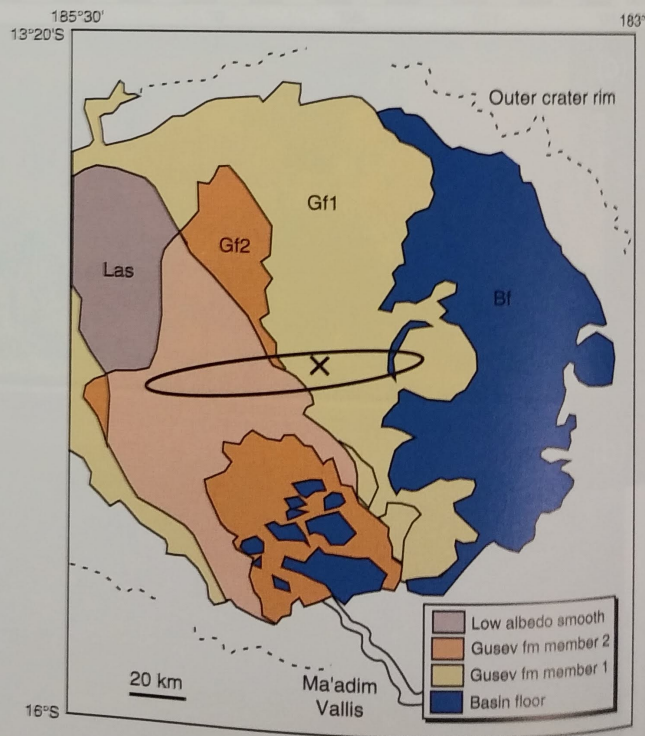 185°30'
183°
13°20'S
Outer crater rim
Gf1
Gf2
Las
Bf
20 km
Ma'adim
Vallis
Low albedo smooth
Gusev fm member 2
Gusev fm member 1
Basin floor
16°S